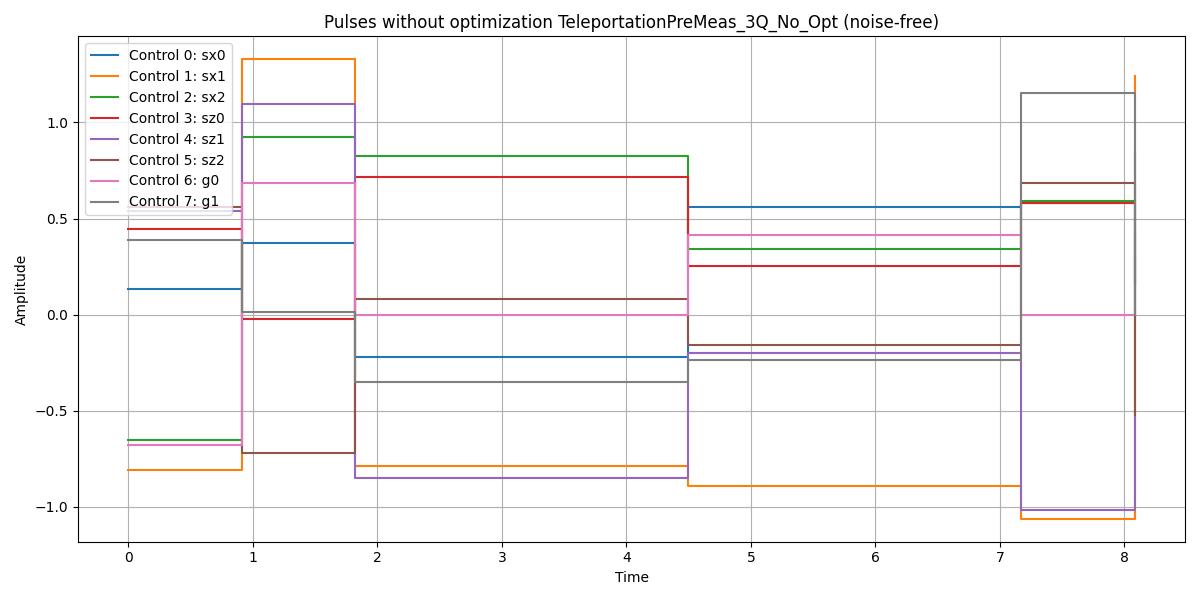 Pulses without optimization TeleportationPreMeas_3Q_No_Opt (noise-free)
Control 0: sx0
Control 1: sx1
Control 2: sx2
Control 3: sz0
Control 4: sz1
Control 5: sz2
Control 6: g0
Control 7: g1
1.0
0.5
0.0
−0.5
−1.0
Amplitude
0 1 2 3 4 5 6 7 8
Time